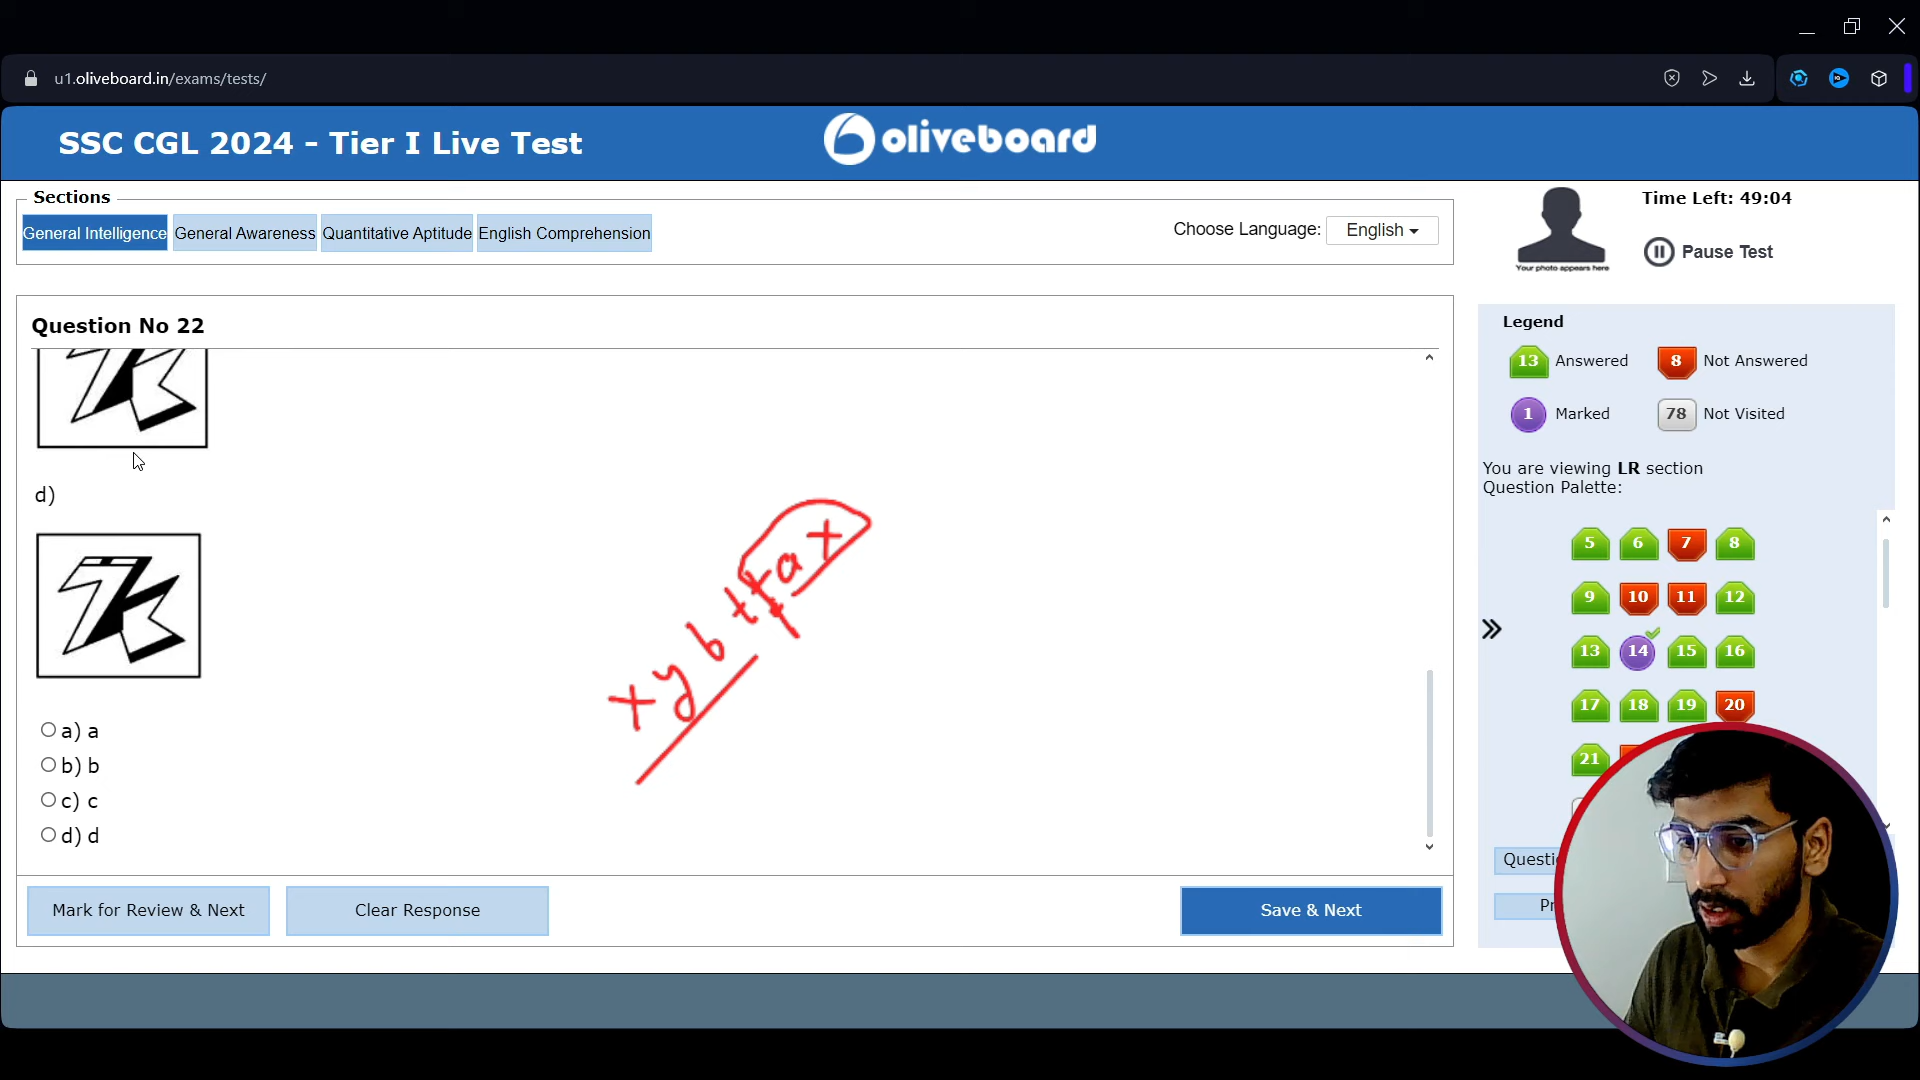 u1.oliveboard.in/exams/tests/
SSC CGL 2024 - Tier I Live Test
oliveboard
Sections
General Intelligence
General Awareness
Quantitative Aptitude
English Comprehension
Choose Language:
English
Your photo appears here
Time Left: 49:04
Pause Test
Question No 22
d)
x y b t f a x
a) a
b) b
c) c
d) d
Mark for Review & Next
Clear Response
Save & Next
Legend
13 Answered
8 Not Answered
1 Marked
78 Not Visited
You are viewing LR section
Question Palette:
5 6 7 8
9 10 11 12
13 14 15 16
17 18 19 20
21